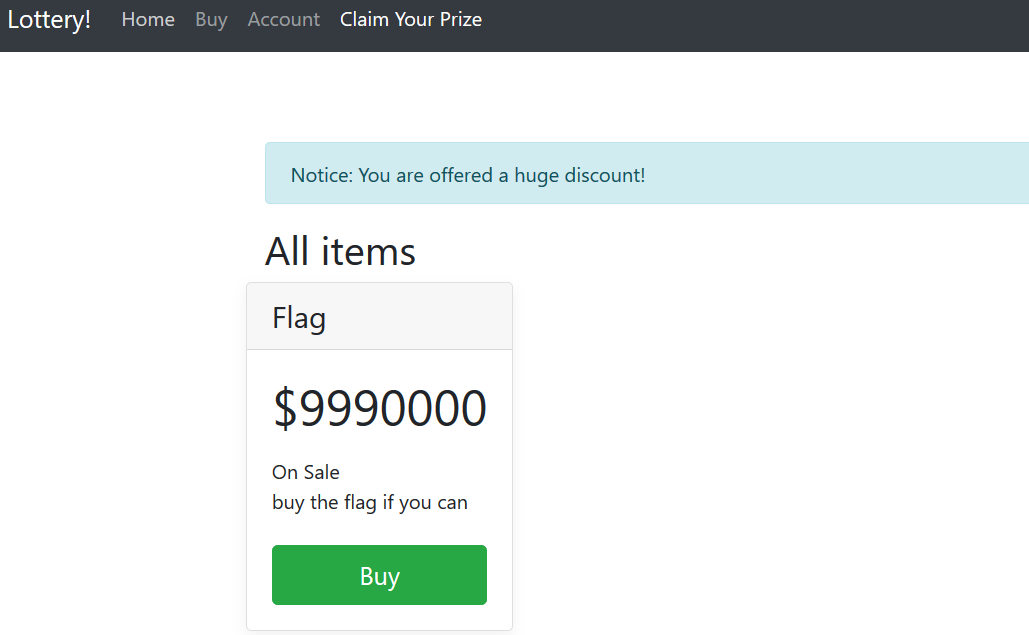 Lottery! Home Buy Account Claim Your Prize
Notice: You are offered a huge discount!
All items
Flag
$9990000
On Sale
buy the flag if you can
Buy